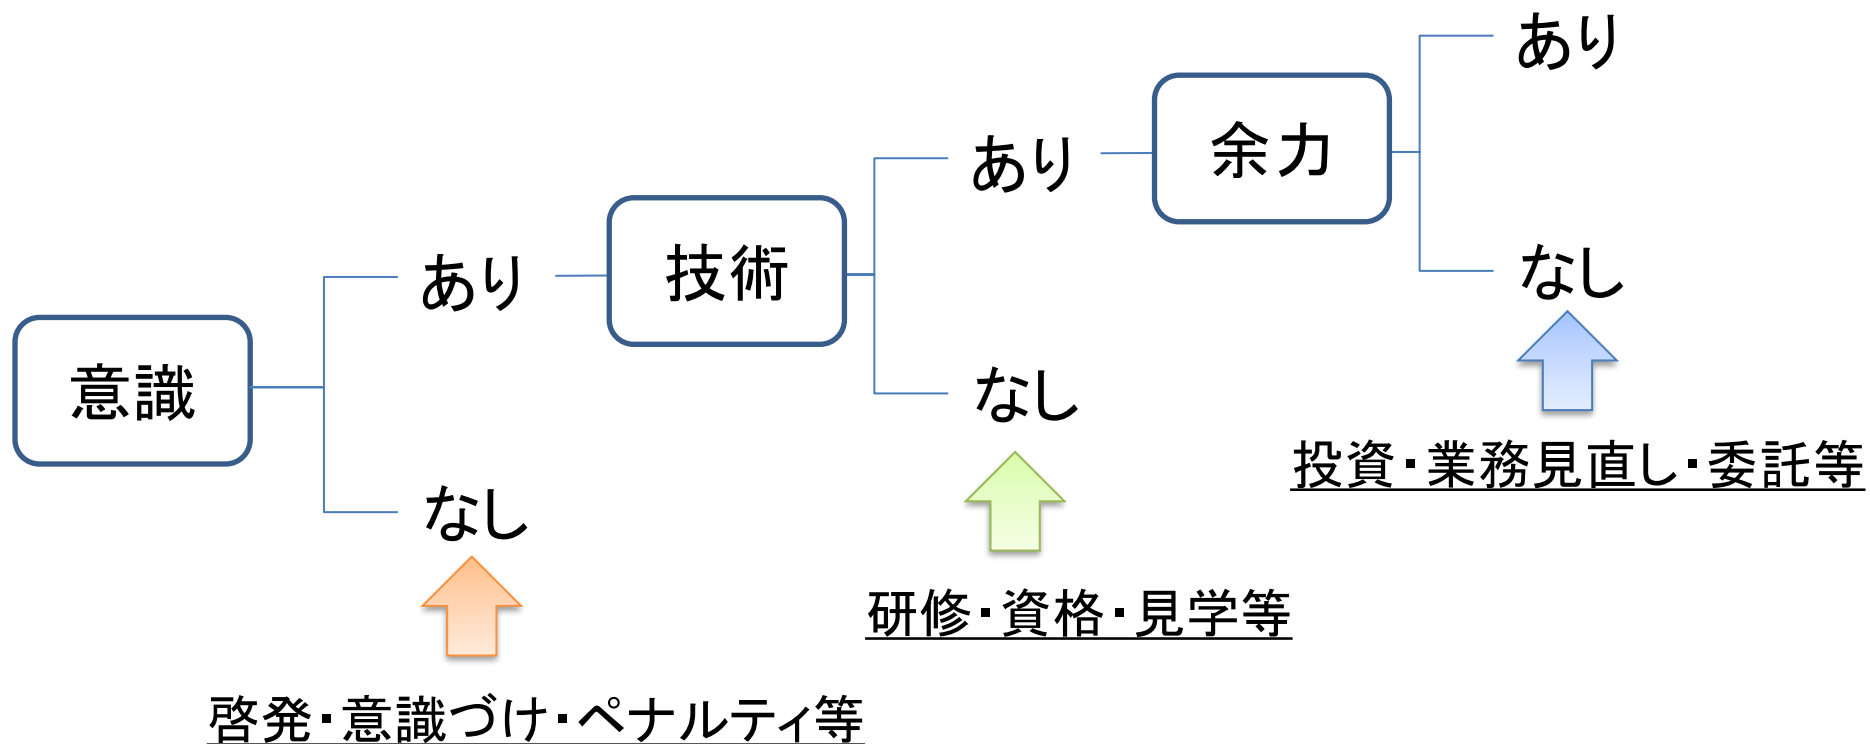 あり
余力
あり
なし
技術
あり
なし
意識
なし
投資・業務見直し・委託等
研修・資格・見学等
啓発・意識づけ・ペナルティ等